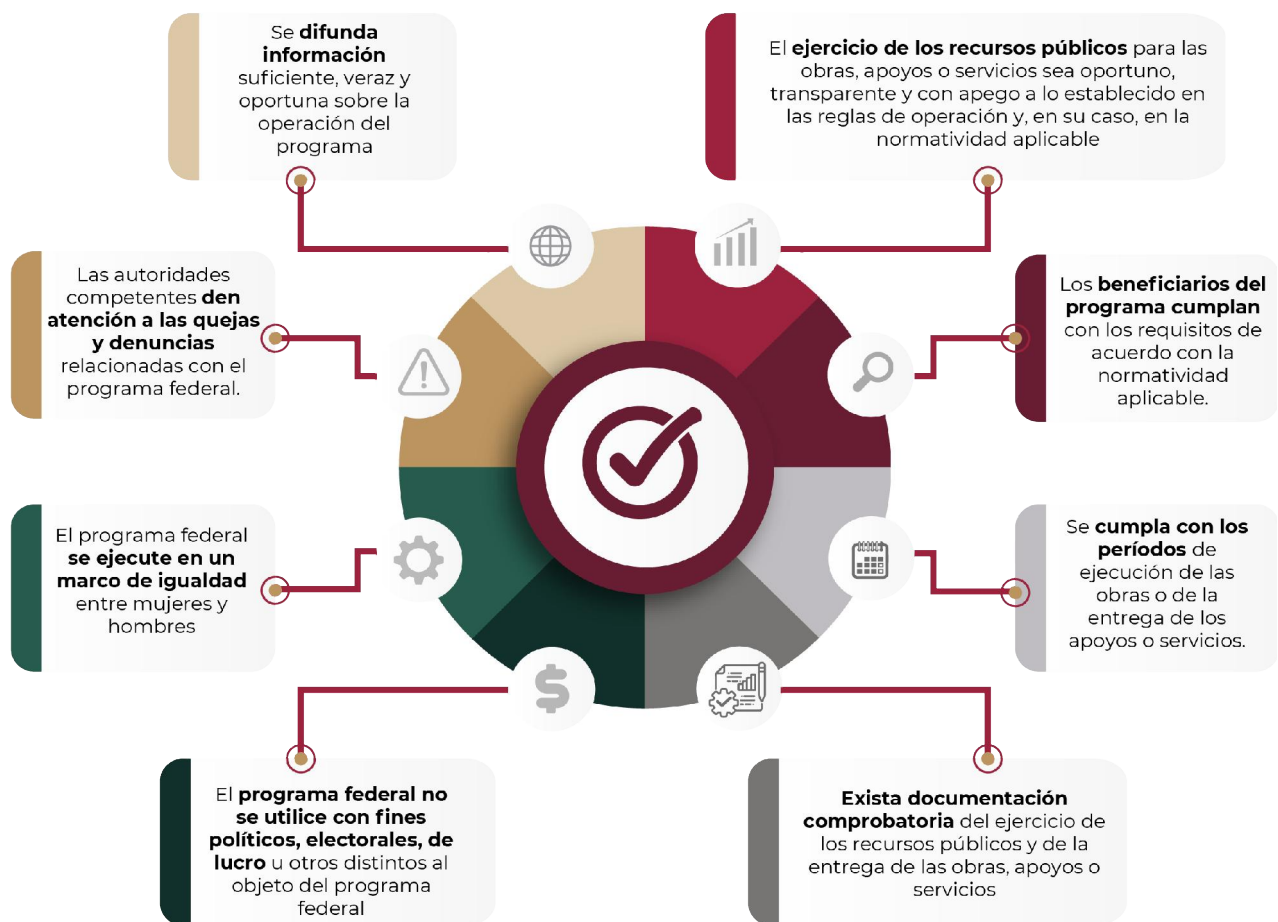 Se difunda
información
suficiente, veraz y
oportuna sobre la
operación del
programa
El ejercicio de los recursos públicos para las
obras, apoyos o servicios sea oportuno,
transparente y con apego a lo establecido en
las reglas de operación y, en su caso, en la
normatividad aplicable
Las autoridades
competentes den
atención a las quejas
y denuncias
relacionadas con el
programa federal.
Los beneficiarios del
programa cumplan
con los requisitos de
acuerdo con la
normatividad
aplicable.
El programa federal
se ejecute en un
marco de igualdad
entre mujeres y
hombres
Se cumpla con los
períodos de
ejecución de las
obras o de la
entrega de los
apoyos o servicios.
El programa federal no
se utilice con fines
políticos, electorales, de
lucro u otros distintos al
objeto del programa
federal
Exista documentación
comprobatoria del ejercicio de
los recursos públicos y de la
entrega de las obras, apoyos o
servicios